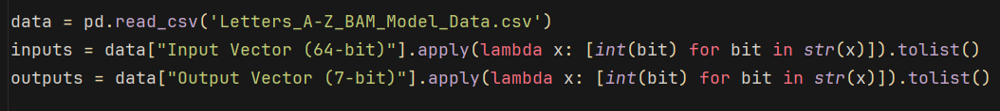 data = pd.read_csv('Letters_A-Z_BAM_Model_Data.csv')
inputs = data["Input Vector (64-bit)"].apply(lambda x: [int(bit) for bit in str(x)]).tolist()
outputs = data["Output Vector (7-bit)"].apply(lambda x: [int(bit) for bit in str(x)]).tolist()